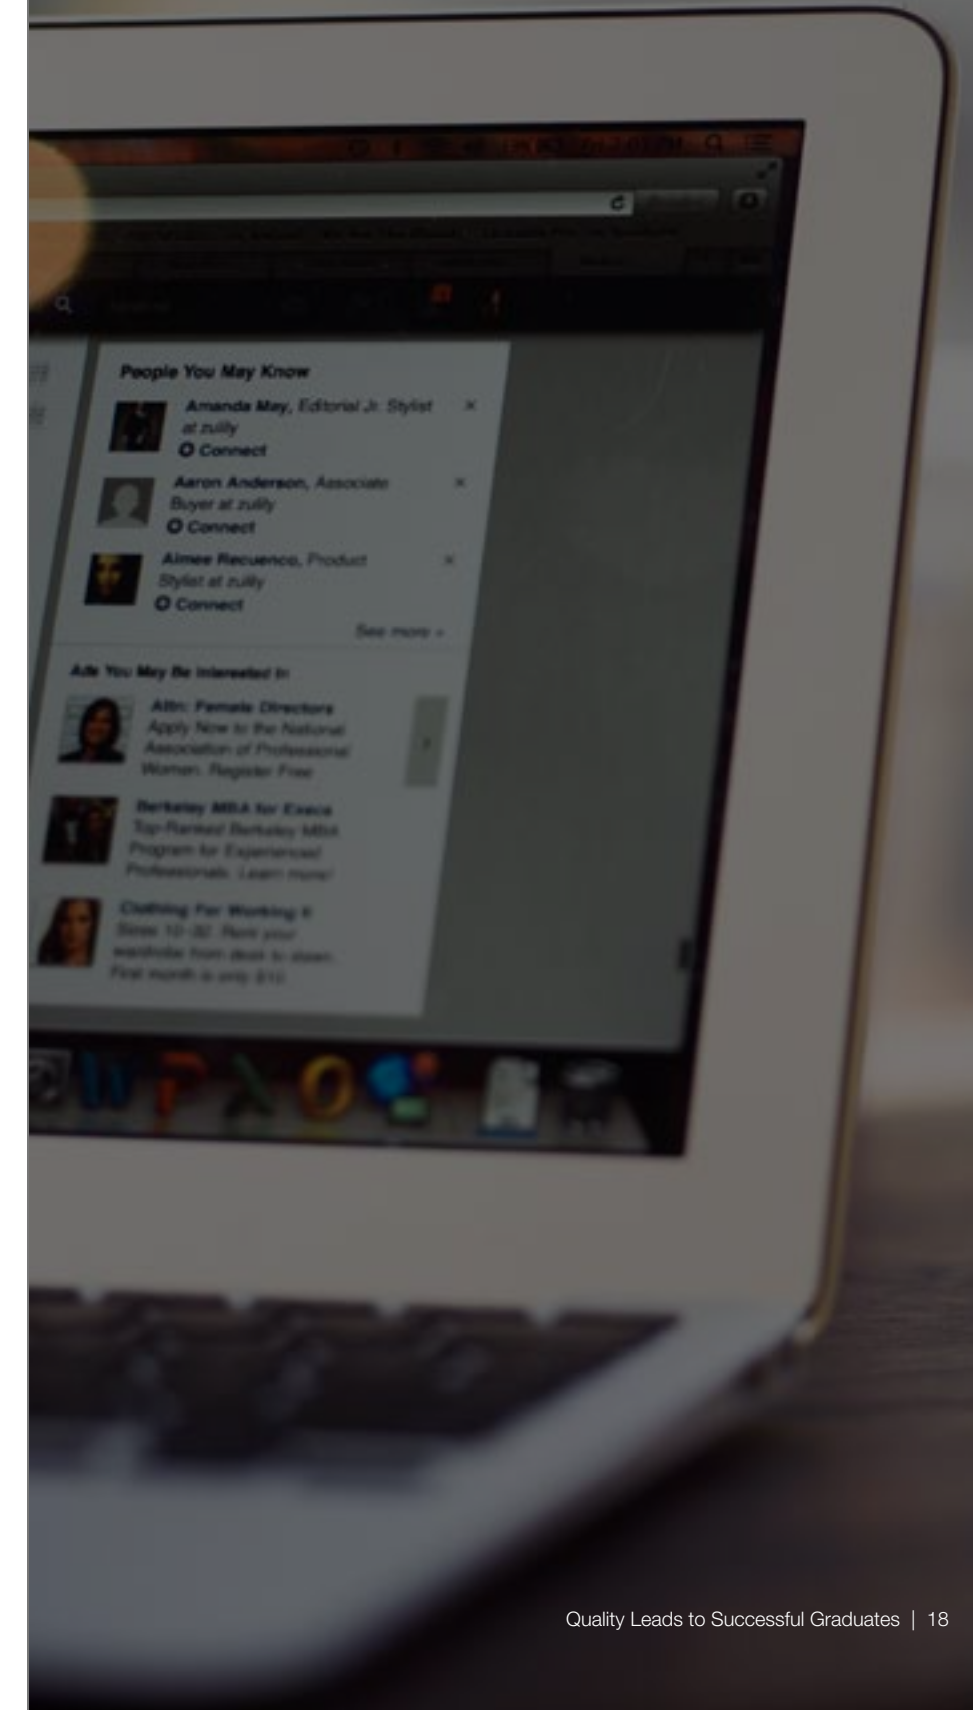 People You May Know
Amanda May, Editorial Jr. Stylist
at zulily
Connect
Aaron Anderson, Associate
Buyer at zulily
Connect
Aimee Recuenco, Product
Stylist at zulily
Connect
See more »
Ads You May Be Interested In
Attn: Female Directors
Apply Now to the National
Association of Professional
Women. Register Free
Berkeley MBA for Execs
Top-Ranked Berkeley MBA
Program for Experienced
Professionals. Learn more!
Clothing For Working
Sizes 10-32. Rent your
wardrobe from desk to dawn.
First month is only
Quality Leads to Successful Graduates | 18